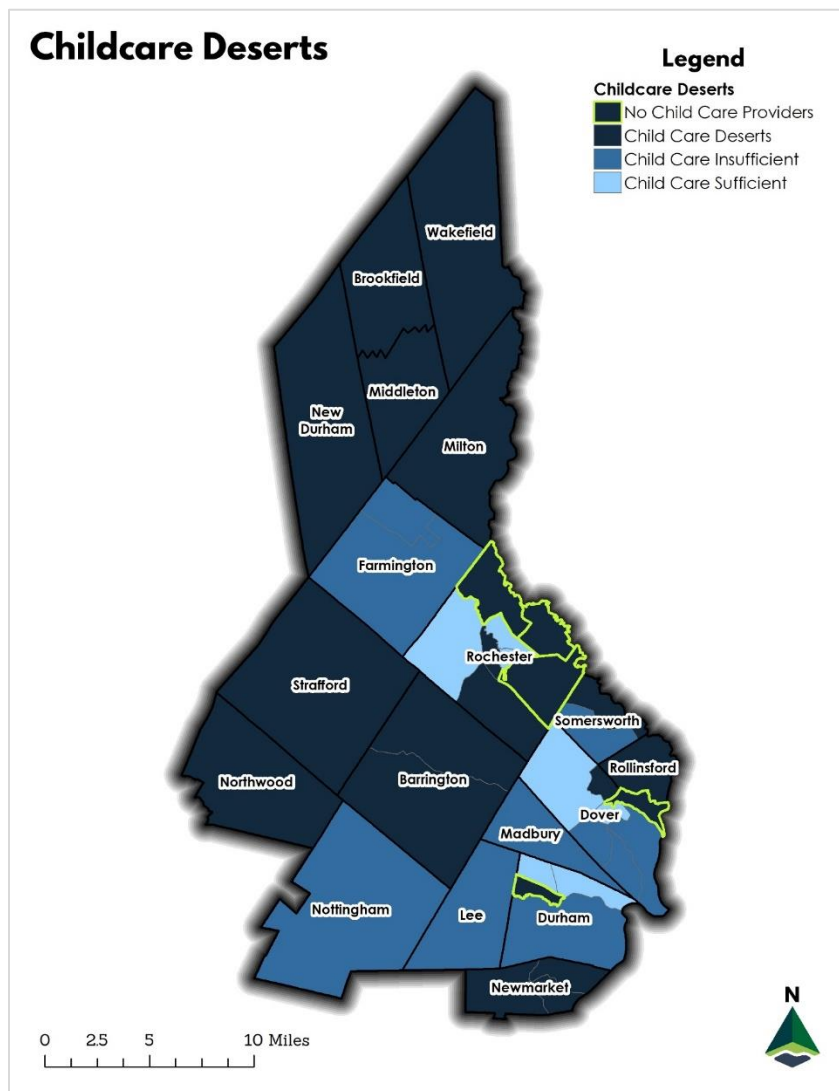 Childcare Deserts
Legend
Childcare Deserts
No Child Care Providers
Child Care Deserts
Child Care Insufficient
Child Care Sufficient
Wakefield
Brookfield
Middleton
New
Durham
Milton
Farmington
Rochester
Strafford
Somersworth
Rollinsford
Northwood
Barrington
Dover
Madbury
Nottingham
Lee
Durham
Newmarket
N
0 2.5 5 10 Miles